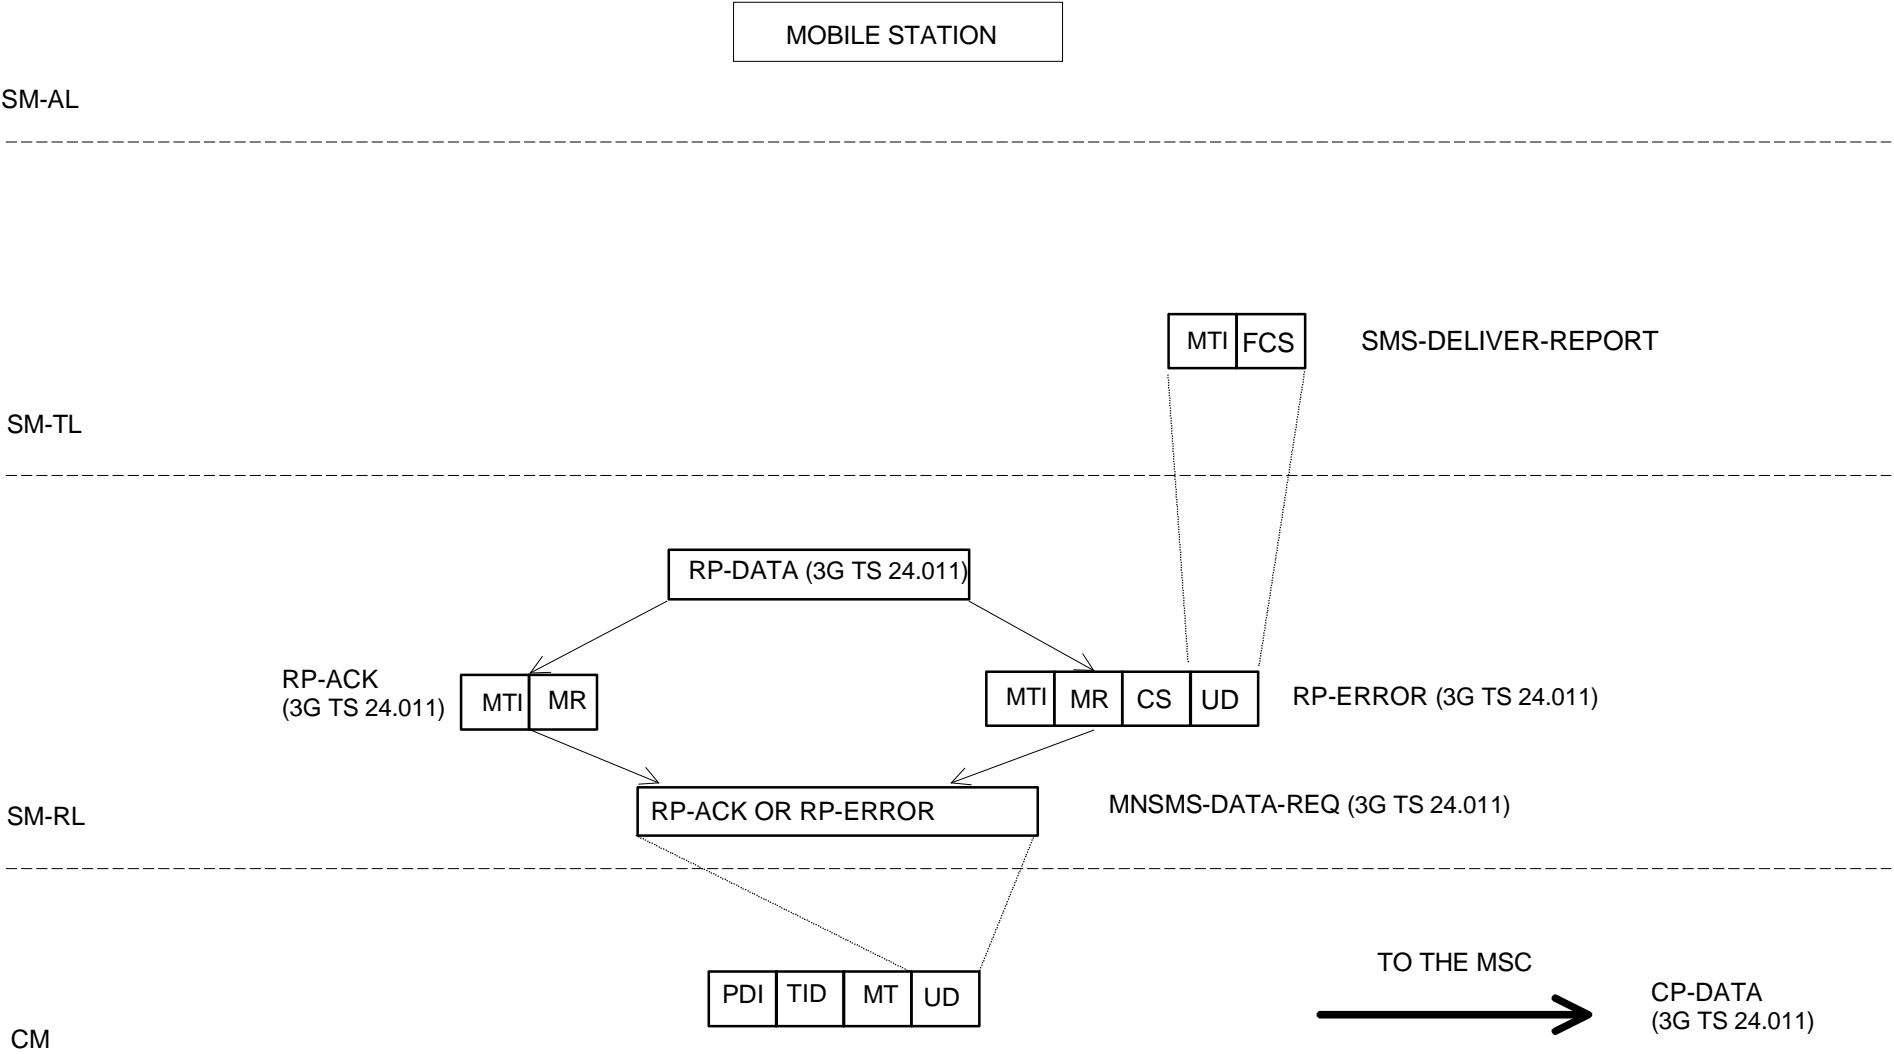 MOBILE STATION
SM-AL
MTI FCS SMS-DELIVER-REPORT
SM-TL
RP-DATA (3G TS 24.011)
RP-ACK
(3G TS 24.011)
MTI MR
MTI MR CS UD
RP-ERROR (3G TS 24.011)
RP-ACK OR RP-ERROR
MNSMS-DATA-REQ (3G TS 24.011)
SM-RL
PDI TID MT UD
TO THE MSC
CP-DATA
(3G TS 24.011)
CM